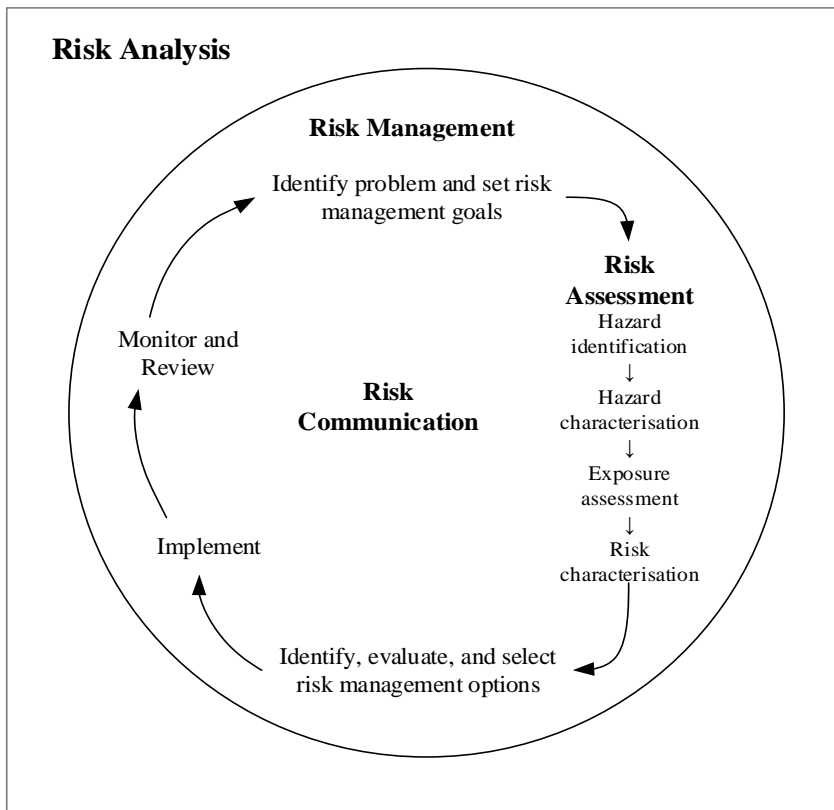 Risk Analysis
Risk Management
Identify problem and set risk
management goals
Risk
Assessment
Hazard
identification
↓
Hazard
characterisation
↓
Exposure
assessment
↓
Risk
characterisation
Identify, evaluate, and select
risk management options
Implement
Monitor and
Review
Risk
Communication